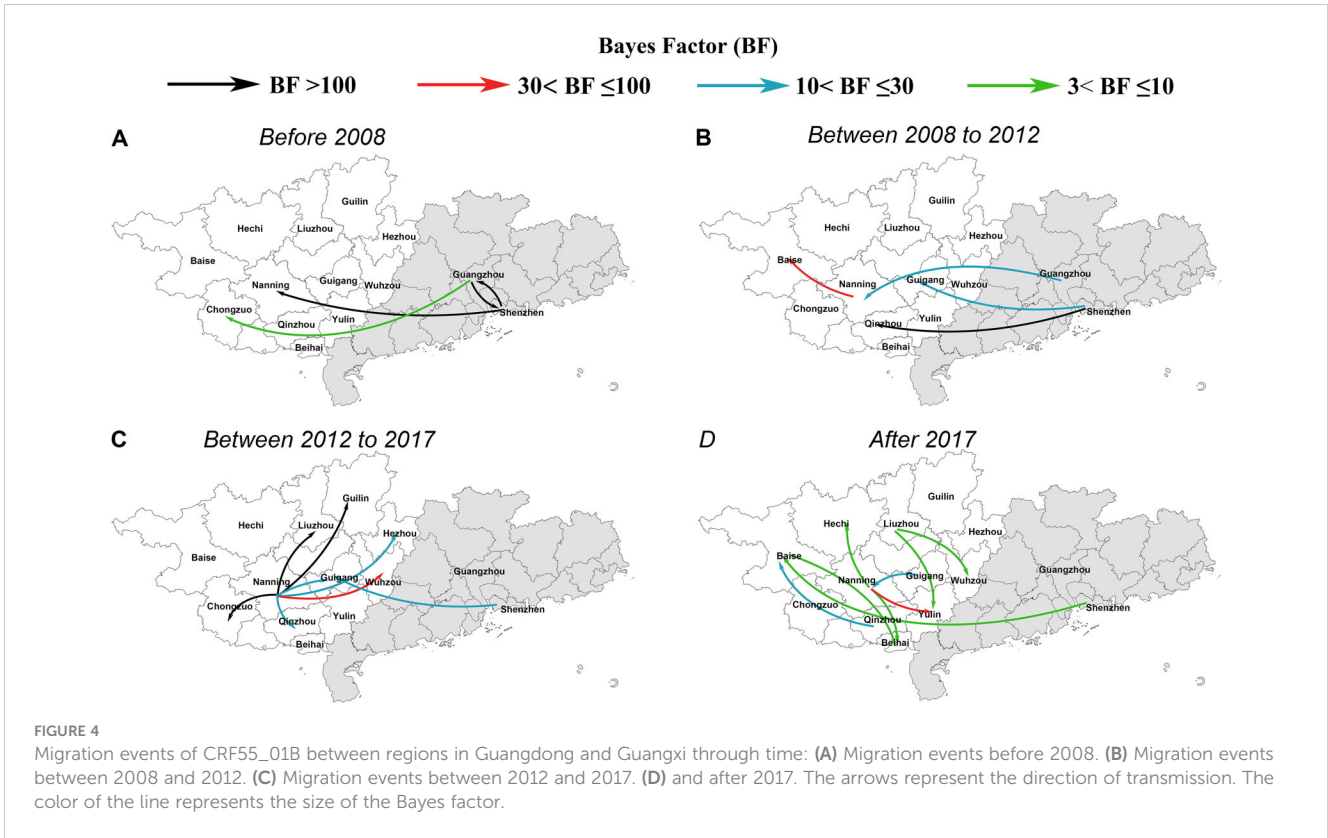 Bayes Factor (BF)
BF >100
30< BF ≤100
10< BF ≤30
3< BF ≤10
A
Before 2008
Guilin
Hechi
Liuzhou
Hezhou
Baise
Guangzhou
Nanning
Guigang
Wuhzou
Chongzuo
Shenzhen
Qinzhou
Yulin
Beihai
B
Between 2008 to 2012
Guilin
Hechi
Liuzhou
Hezhou
Baise
Guangzhou
Nanning
Guigang
Wuhzou
Chongzuo
Shenzhen
Qinzhou
Yulin
Beihai
C
Between 2012 to 2017
Guilin
Hechi
Liuzhou
Hezhou
Baise
Guangzhou
Nanning
Guigang
Wuhzou
Chongzuo
Shenzhen
Qinzhou
Yulin
Beihai
D
After 2017
Guilin
Hechi
Liuzhou
Hezhou
Baise
Guangzhou
Nanning
Guigang
Wuhzou
Chongzuo
Shenzhen
Qinzhou
Yulin
Beihai
FIGURE 4
Migration events of CRF55_01B between regions in Guangdong and Guangxi through time: (A) Migration events before 2008. (B) Migration events
between 2008 and 2012. (C) Migration events between 2012 and 2017. (D) and after 2017. The arrows represent the direction of transmission. The
color of the line represents the size of the Bayes factor.